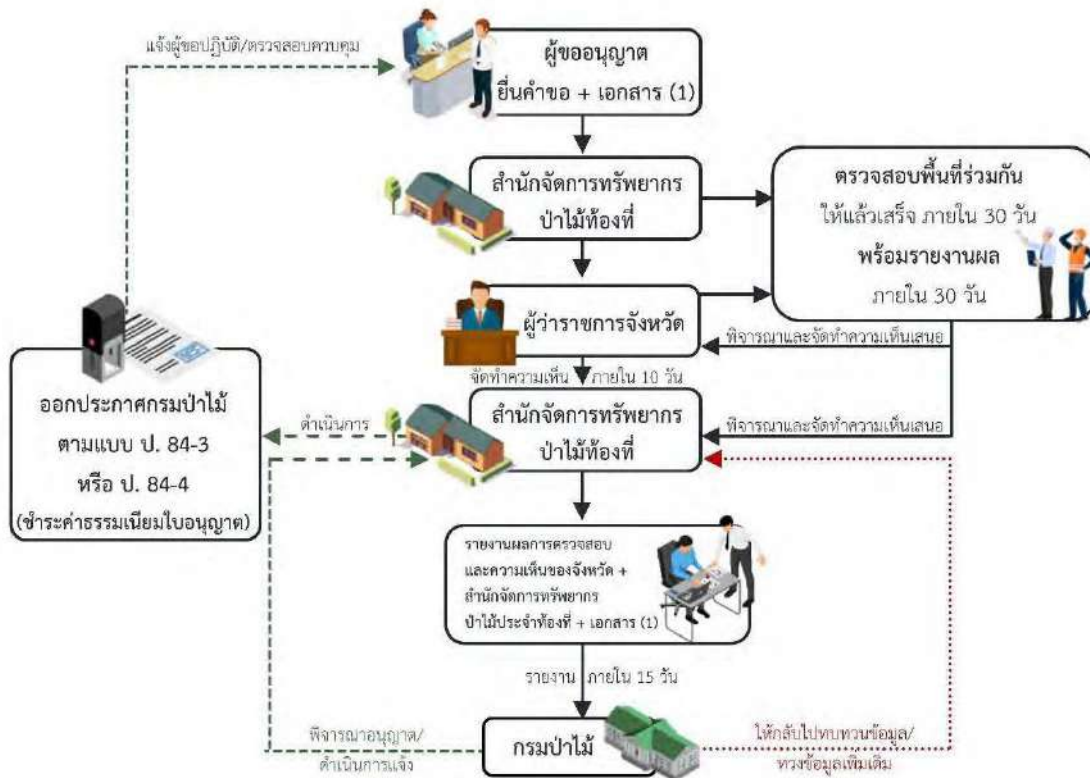 แจ้งผู้ขอปฏิบัติ/ตรวจสอบควบคุม
ผู้ขออนุญาต
ยื่นคำขอ + เอกสาร (1)
สำนักจัดการทรัพยากร
ป่าไม้ท้องที่
ตรวจสอบพื้นที่ร่วมกัน
ให้แล้วเสร็จ ภายใน 30 วัน
พร้อมรายงานผล
ภายใน 30 วัน
ผู้ว่าราชการจังหวัด
พิจารณาและจัดทำความเห็นเสนอ
จัดทำความเห็น ภายใน 10 วัน
สำนักจัดการทรัพยากร
ป่าไม้ท้องที่
พิจารณาและจัดทำความเห็นเสนอ
ดำเนินการ
ออกประกาศกรมป่าไม้
ตามแบบ ป. 84-3
หรือ ป. 84-4
(ชำระค่าธรรมเนียมใบอนุญาต)
รายงานผลการตรวจสอบ
และความเห็นของจังหวัด +
สำนักจัดการทรัพยากร
ป่าไม้ประจำท้องที่ + เอกสาร (1)
รายงาน ภายใน 15 วัน
กรมป่าไม้
พิจารณาอนุญาต/
ดำเนินการแจ้ง
ให้กลับไปทบทวนข้อมูล/
ทวงข้อมูลเพิ่มเติม